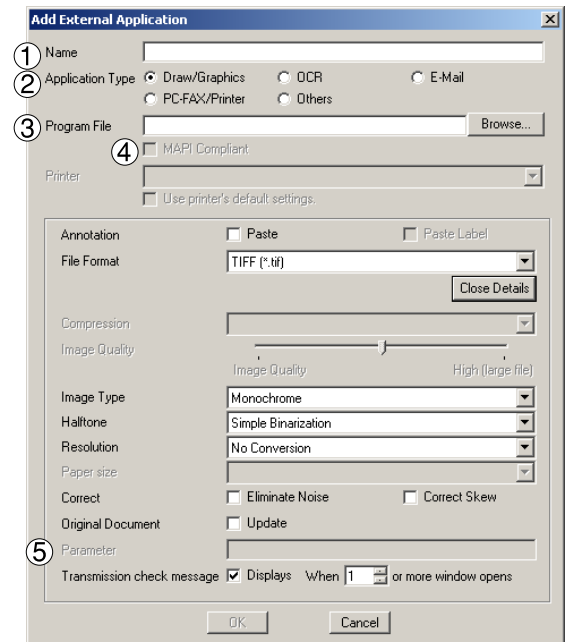 Add External Application
① Name
② Application Type Draw/Graphics OCR E-Mail
PC-FAX/Printer Others
③ Program File Browse...
④ MAPI Compliant
Printer
Use printer's default settings.
Annotation Paste Paste Label
File Format TIFF (*.tif)
Close Details
Compression
Image Quality
Image Quality High (large file)
Image Type Monochrome
Halftone Simple Binarization
Resolution No Conversion
Paper size
Correct Eliminate Noise Correct Skew
Original Document Update
⑤ Parameter
Transmission check message Displays When 1 or more window opens
OK Cancel